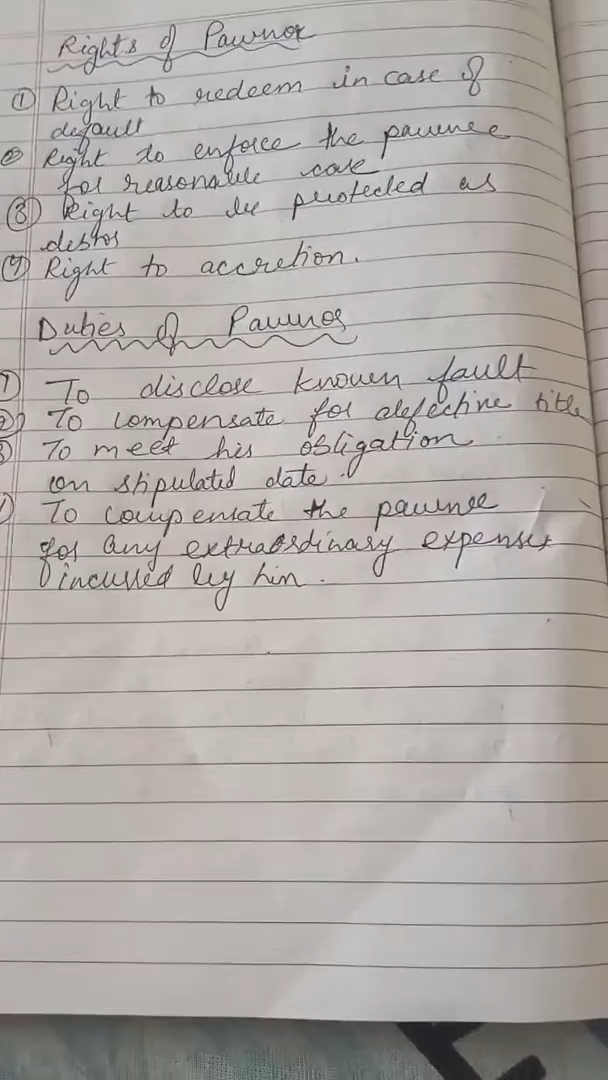 Rights of Pawnor
① Right to redeem in case of
default
② Right to enforce the pawnee
for reasonable care
③ Right to be protected as
debtor
④ Right to accretion.
Duties of Pawnor
1) To disclose known fault
2) To compensate for defective title
3) To meet his obligation
on stipulated date.
) To compensate the pawnee
for any extraordinary expenses
incurred by him.